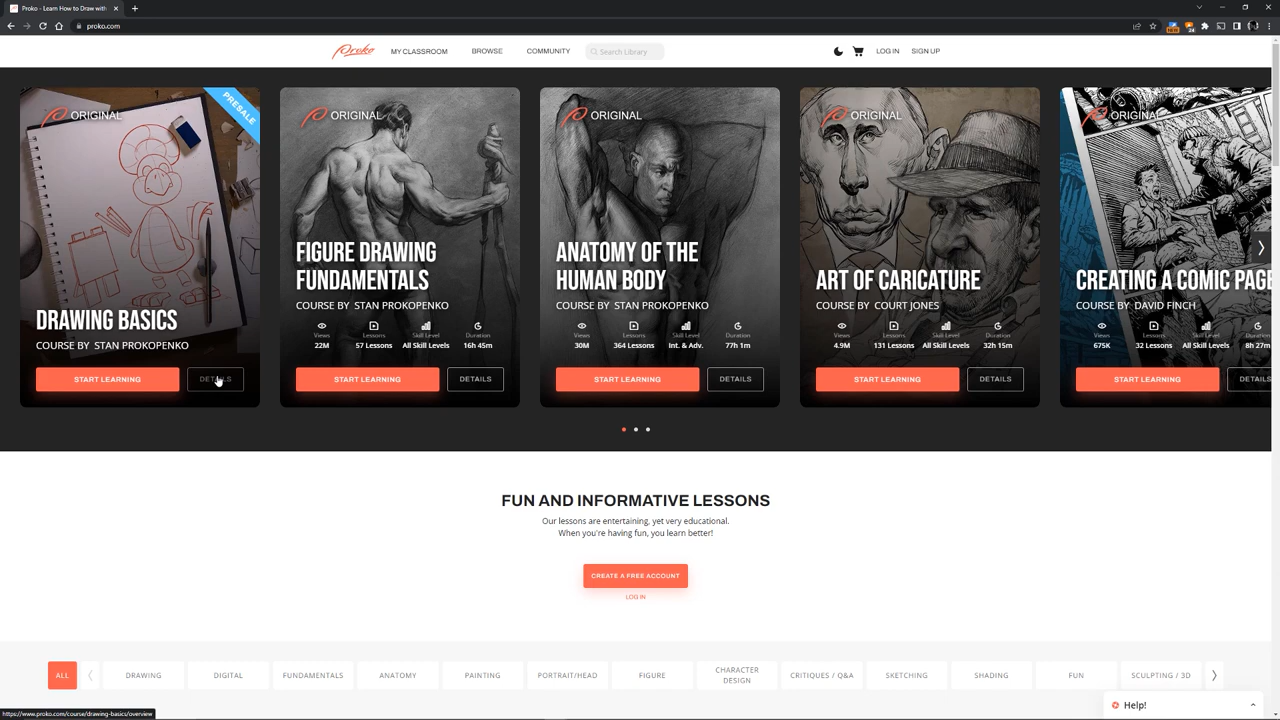 Proko - Learn How to Draw with
proko.com
NEW
24
Proko
MY CLASSROOM
BROWSE
COMMUNITY
Search Library
LOG IN
SIGN UP
ORIGINAL
PRESALE
DRAWING BASICS
COURSE BY STAN PROKOPENKO
START LEARNING
DETAILS
ORIGINAL
FIGURE DRAWING
FUNDAMENTALS
COURSE BY STAN PROKOPENKO
Views
Lessons
Skill Level
Duration
22M
57 Lessons
All Skill Levels
16h 45m
START LEARNING
DETAILS
ORIGINAL
ANATOMY OF THE
HUMAN BODY
COURSE BY STAN PROKOPENKO
Views
Lessons
Skill Level
Duration
30M
364 Lessons
Int. & Adv.
77h 1m
START LEARNING
DETAILS
ORIGINAL
ART OF CARICATURE
COURSE BY COURT JONES
Views
Lessons
Skill Level
Duration
4.9M
131 Lessons
All Skill Levels
32h 15m
START LEARNING
DETAILS
ORIGINAL
CREATING A COMIC PAGE
COURSE BY DAVID FINCH
Views
Lessons
Skill Level
Duration
675K
32 Lessons
All Skill Levels
8h 27m
START LEARNING
DETAILS
FUN AND INFORMATIVE LESSONS
Our lessons are entertaining, yet very educational.
When you're having fun, you learn better!
CREATE A FREE ACCOUNT
LOG IN
ALL
DRAWING
DIGITAL
FUNDAMENTALS
ANATOMY
PAINTING
PORTRAIT/HEAD
FIGURE
CHARACTER
DESIGN
CRITIQUES / Q&A
SKETCHING
SHADING
FUN
SCULPTING / 3D
Help!
https://www.proko.com/course/drawing-basics/overview